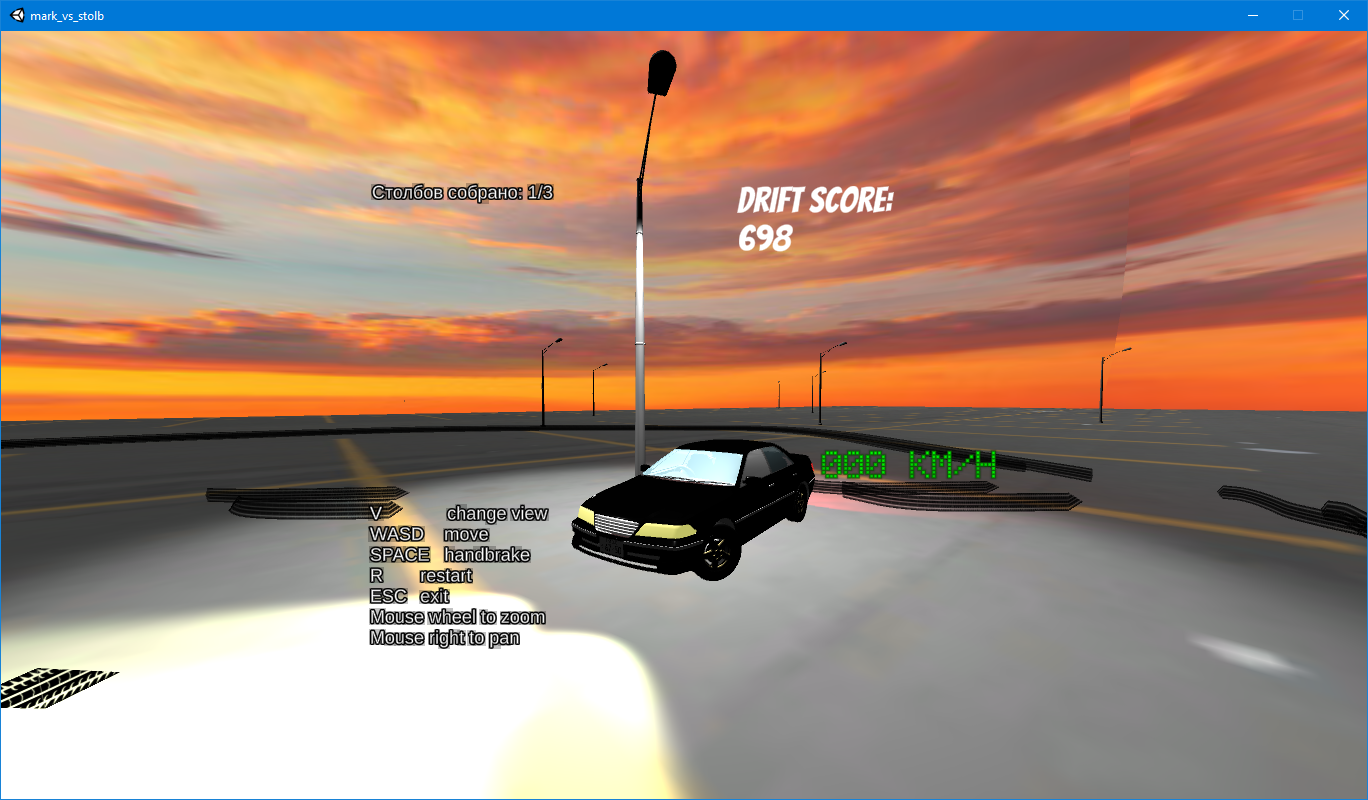 mark_vs_stolb
Столбов собрано: 1/3
DRIFT SCORE:
698
000 KM/H
V change view
WASD move
SPACE handbrake
R restart
ESC exit
Mouse wheel to zoom
Mouse right to pan